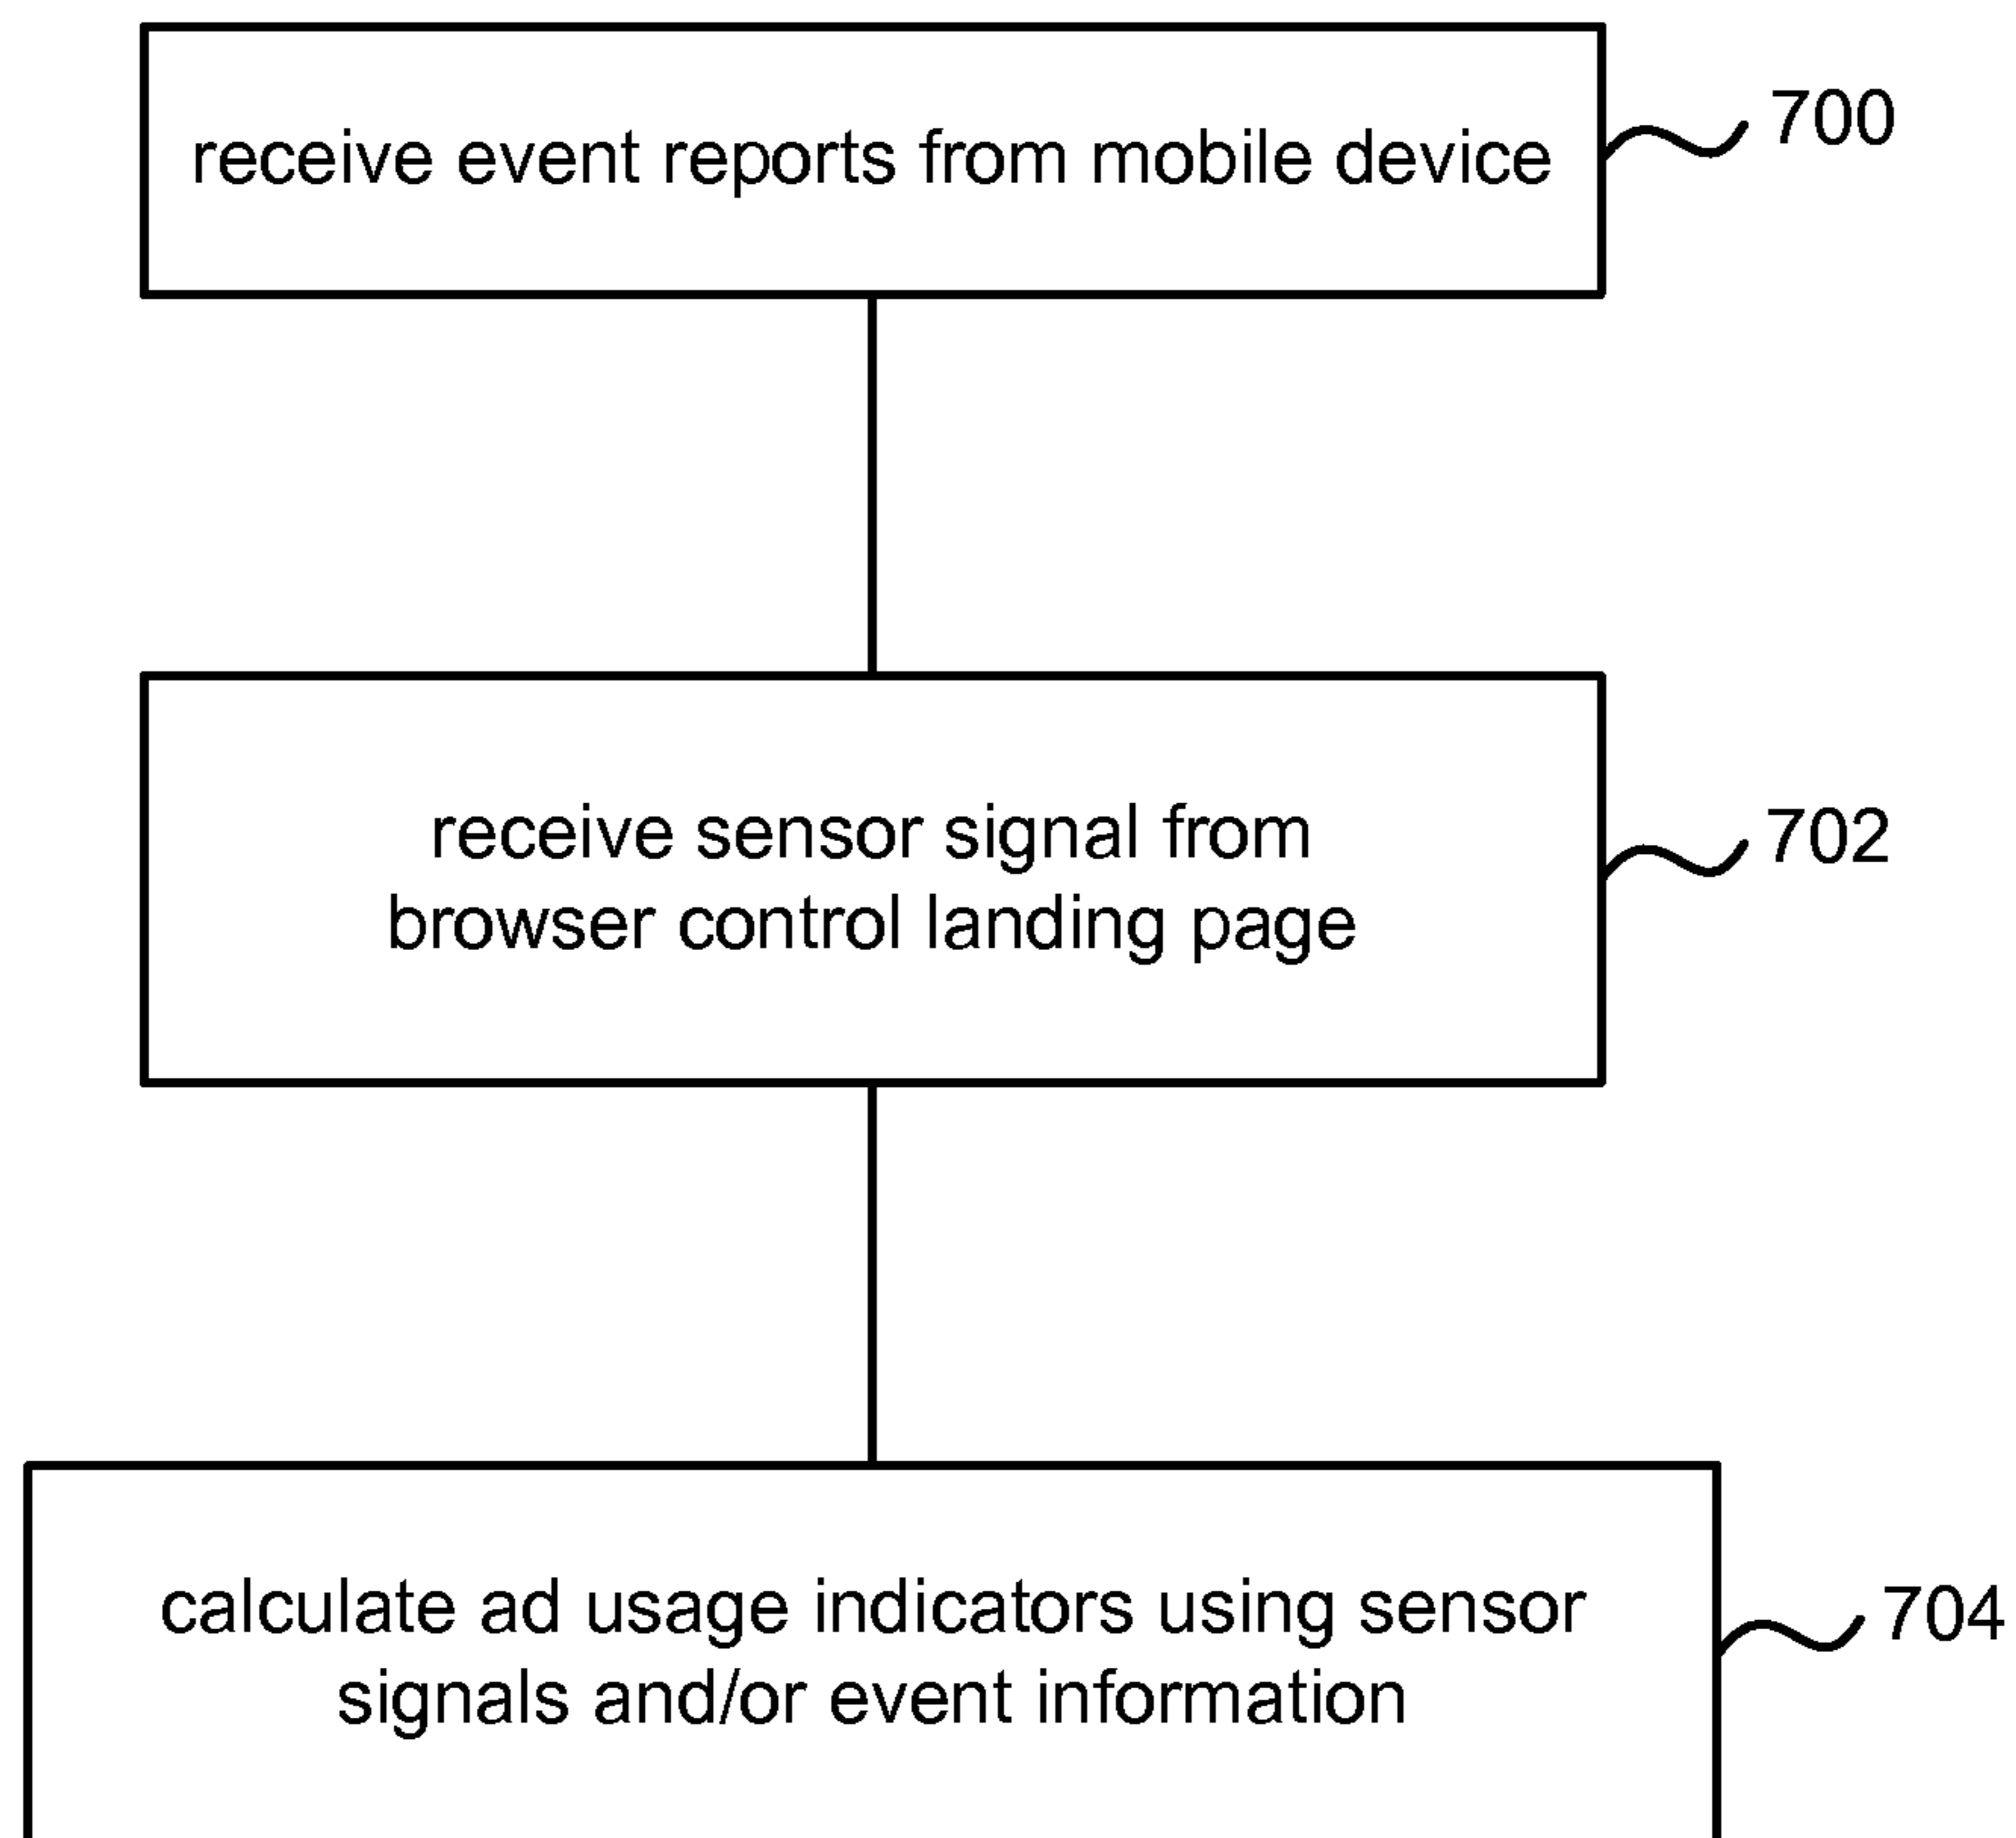 receive event reports from mobile device
700
receive sensor signal from
browser control landing page
702
calculate ad usage indicators using sensor
signals and/or event information
704